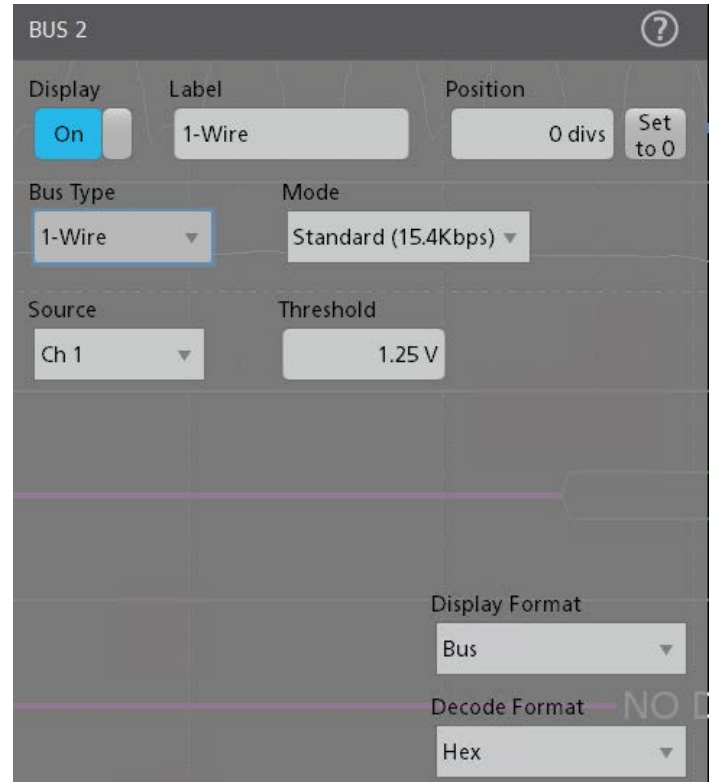 BUS 2 ?
Display Label Position
On 1-Wire 0 divs Set to 0
Bus Type Mode
1-Wire Standard (15.4Kbps)
Source Threshold
Ch 1 1.25 V
Display Format
Bus
Decode Format NO
Hex